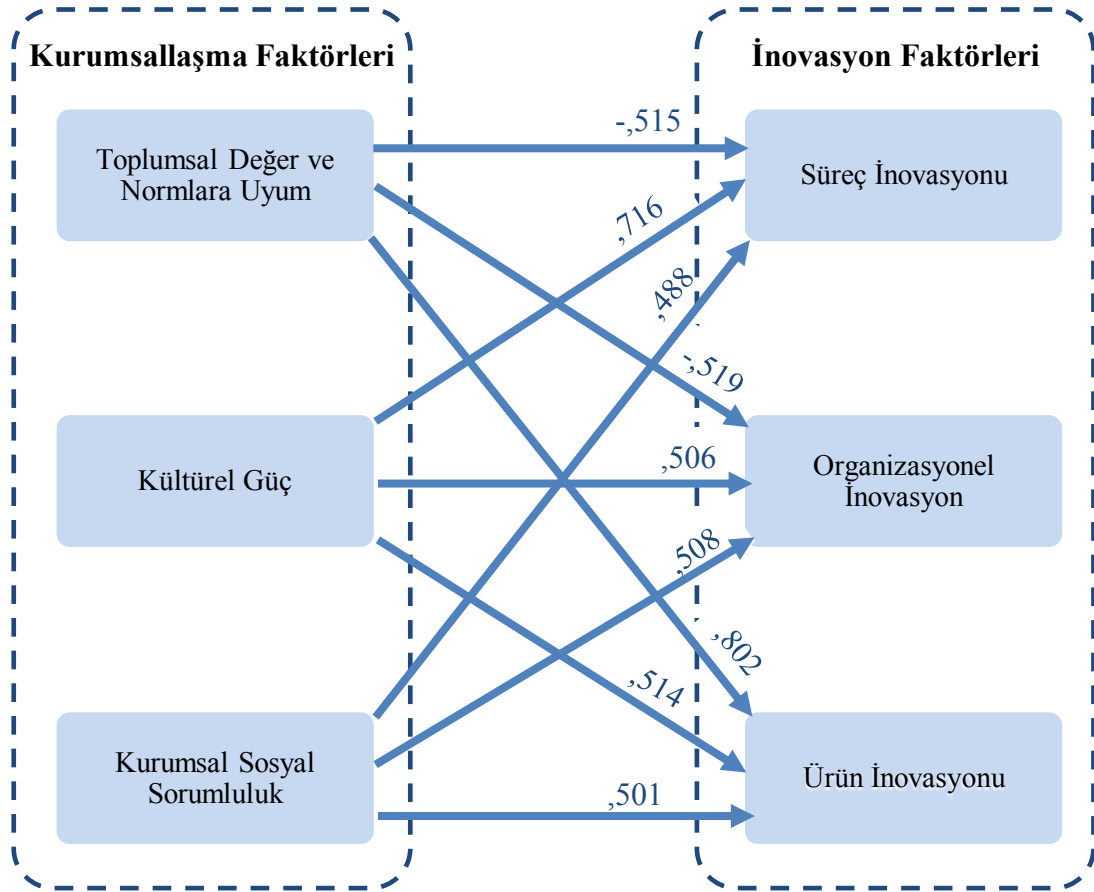 Kurumsallaşma Faktörleri
İnovasyon Faktörleri
Toplumsal Değer ve
Normlara Uyum
Kültürel Güç
Kurumsal Sosyal
Sorumluluk
-,515
,716
,488
-,519
,506
,508
,802
,514
,501
Süreç İnovasyonu
Organizasyonel
İnovasyon
Ürün İnovasyonu